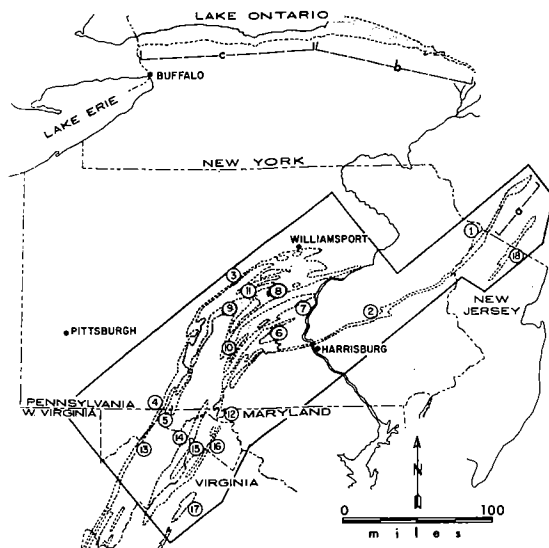 LAKE ONTARIO
c
b
BUFFALO
LAKE ERIE
NEW YORK
a
1
18
WILLIAMSPORT
3
11
8
9
7
2
NEW JERSEY
PITTSBURGH
6
10
HARRISBURG
PENNSYLVANIA
W. VIRGINIA
4
5
12
MARYLAND
13
14
15
16
VIRGINIA
17
N
0
100
miles